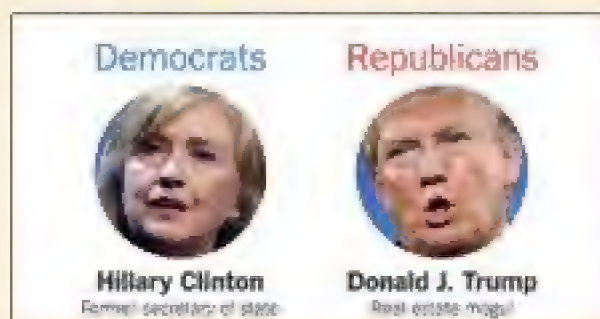 Democrats Republicans
Hillary Clinton Donald J. Trump
Former secretary of state Real estate mogul